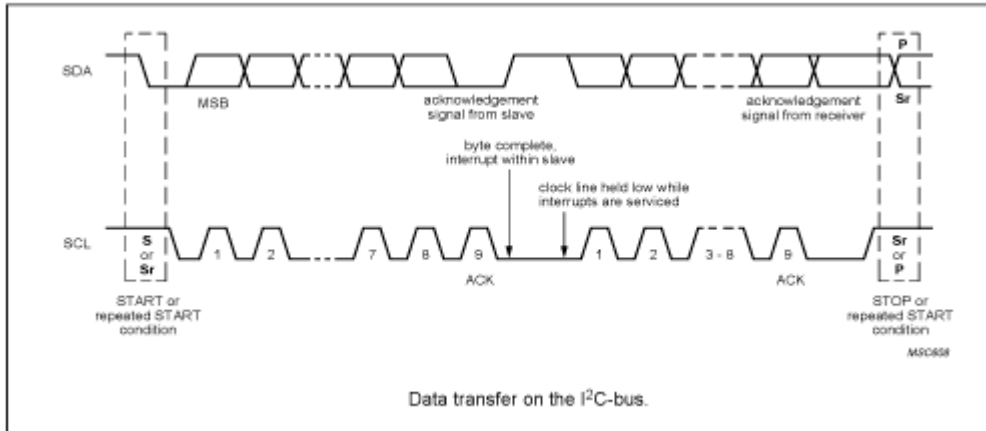 P
SDA
MSB
acknowledgement
signal from slave
acknowledgement
signal from receiver
Sr
byte complete,
interrupt within slave
clock line held low while
interrupts are serviced
SCL
S
or
Sr
1
2
7
8
9
1
2
3 - 8
9
Sr
or
P
ACK
ACK
START or
repeated START
condition
STOP or
repeated START
condition
MSC608
Data transfer on the I²C-bus.